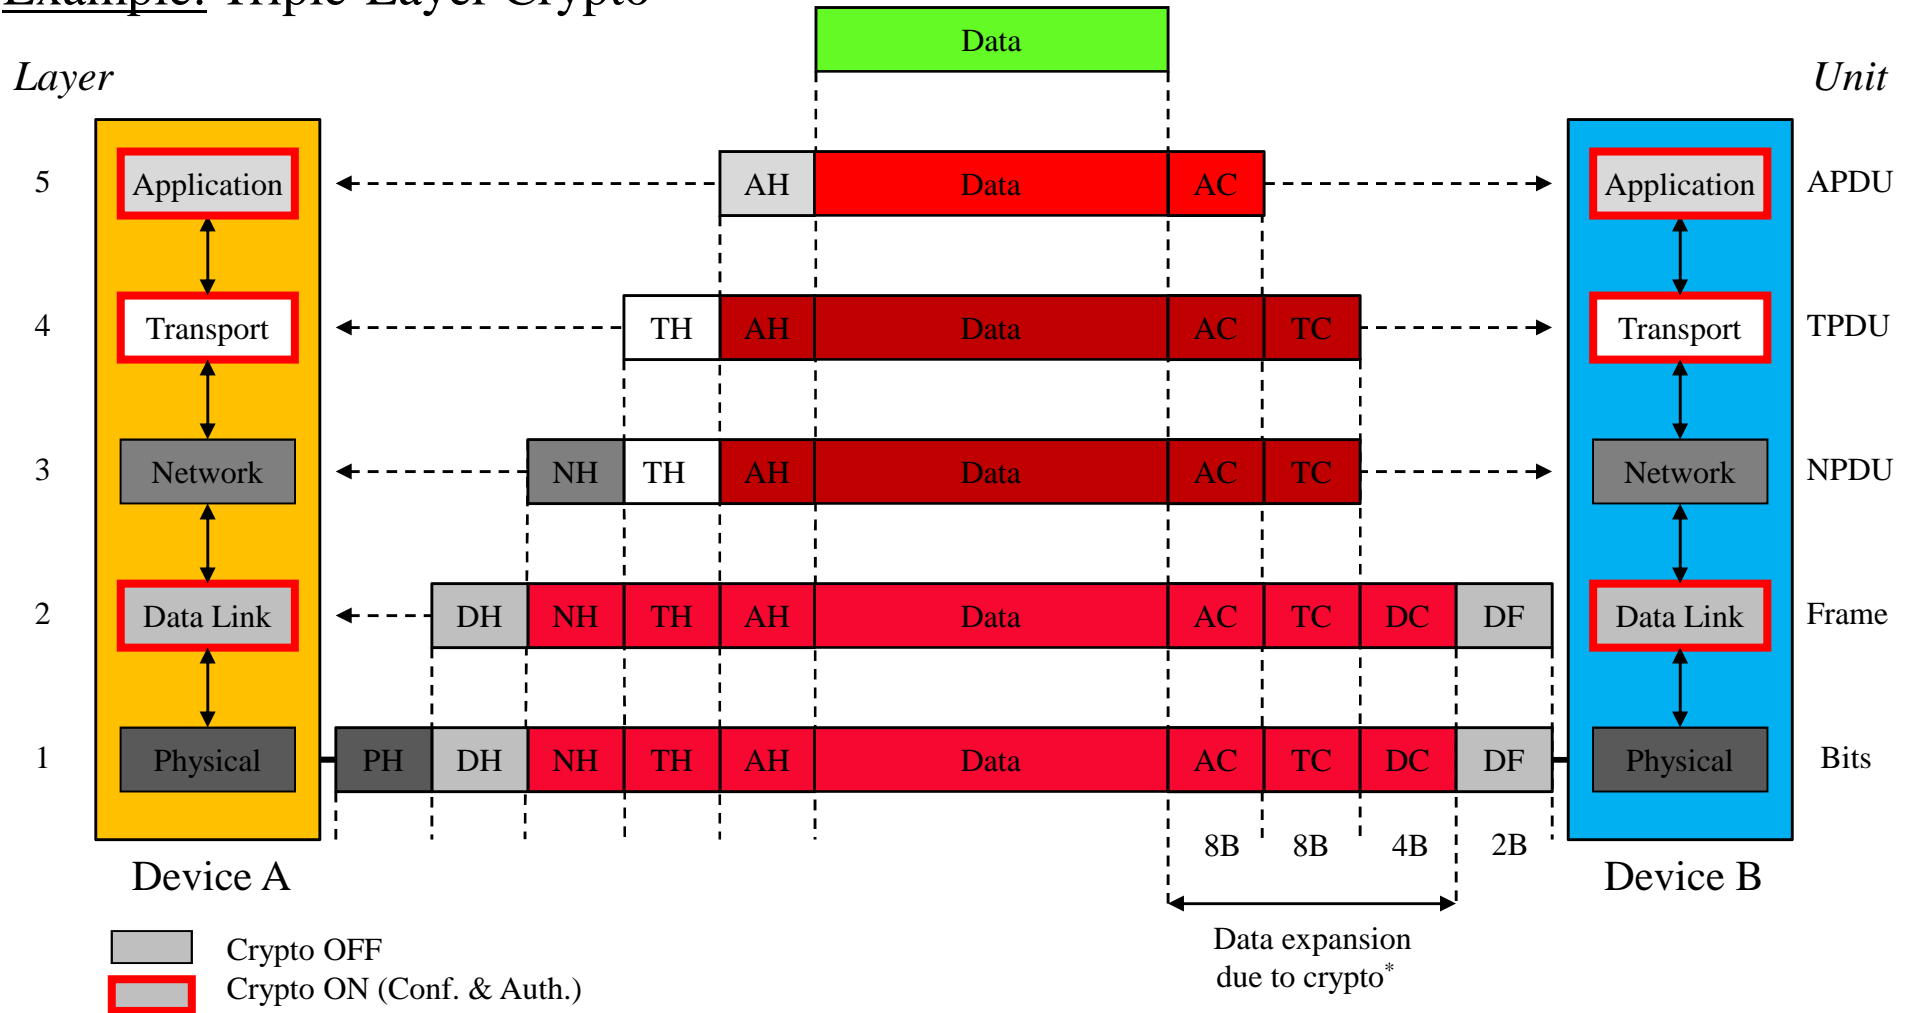 Example: Triple-Layer Crypto
Data
Layer
Unit
5
Application
AH
Data
AC
Application
APDU
4
Transport
TH
AH
Data
AC
TC
Transport
TPDU
3
Network
NH
TH
AH
Data
AC
TC
Network
NPDU
2
Data Link
DH
NH
TH
AH
Data
AC
TC
DC
DF
Data Link
Frame
1
Physical
PH
DH
NH
TH
AH
Data
AC
TC
DC
DF
Physical
Bits
8B
8B
4B
2B
Device A
Device B
Data expansion
due to crypto*
Crypto OFF
Crypto ON (Conf. & Auth.)